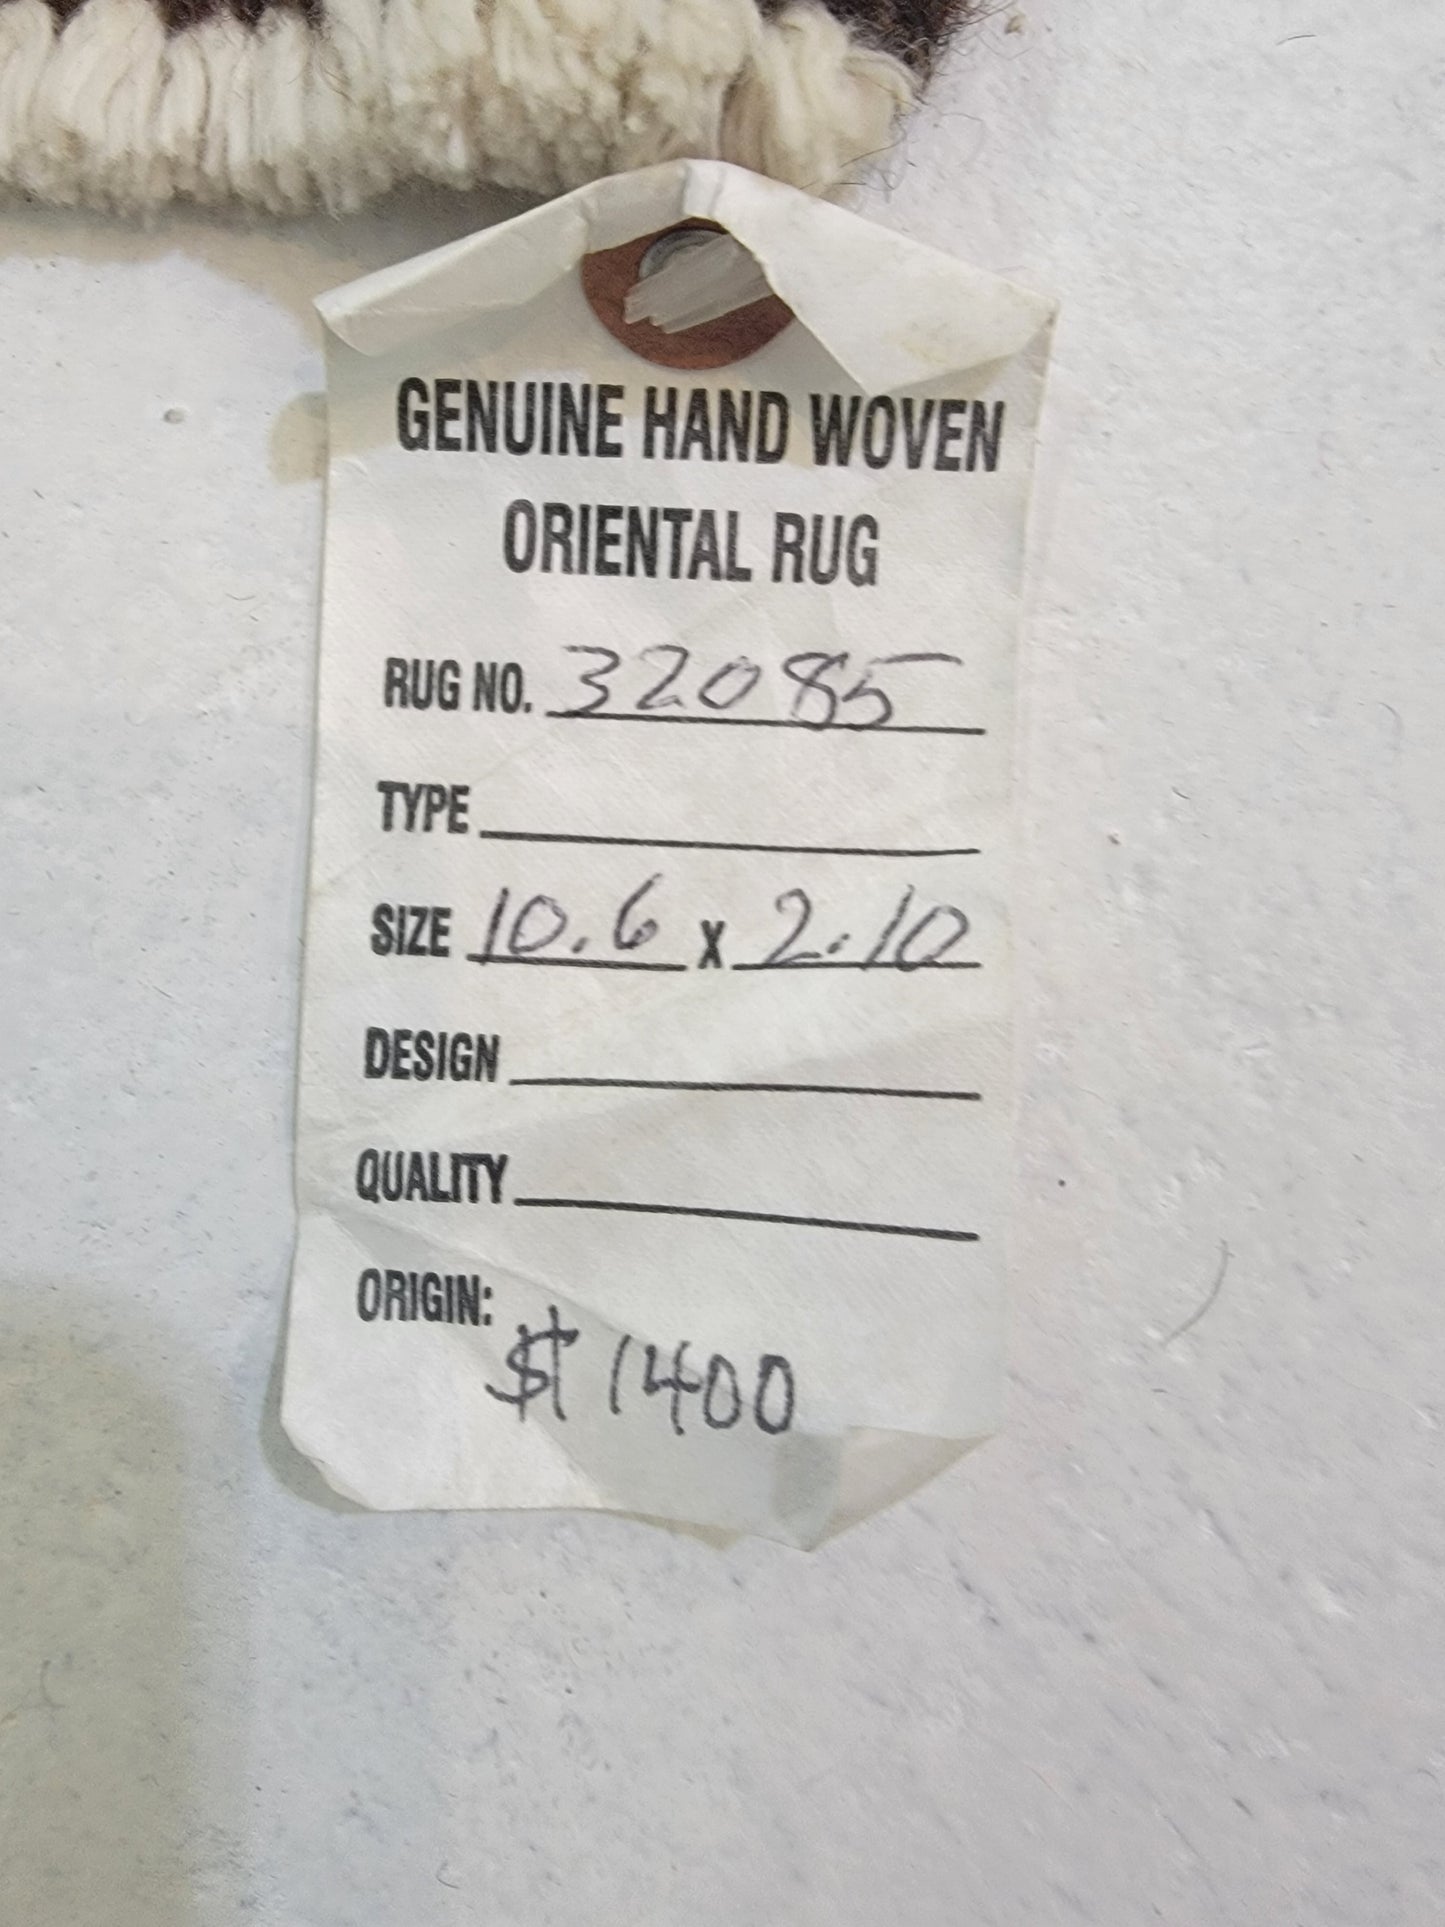 GENUINE HAND WOVEN
ORIENTAL RUG
RUG NO. 32085
TYPE
SIZE 10.6 X 2.10
DESIGN
QUALITY
ORIGIN:
$1400